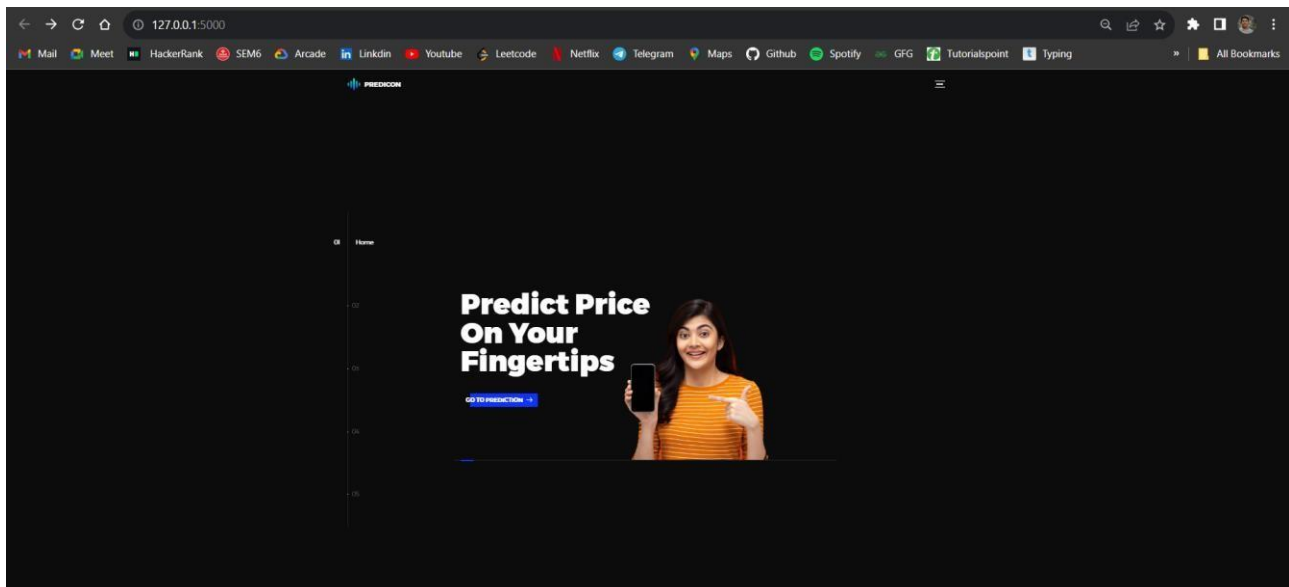 127.0.0.1:5000
Mail Meet HackerRank SEM6 Arcade Linkdin Youtube Leetcode Netflix Telegram Maps Github Spotify GFG Tutorialspoint Typing » All Bookmarks
PREDICON
01 Home
02
Predict Price
On Your
Fingertips
03
GO TO PREDICTION →
04
05